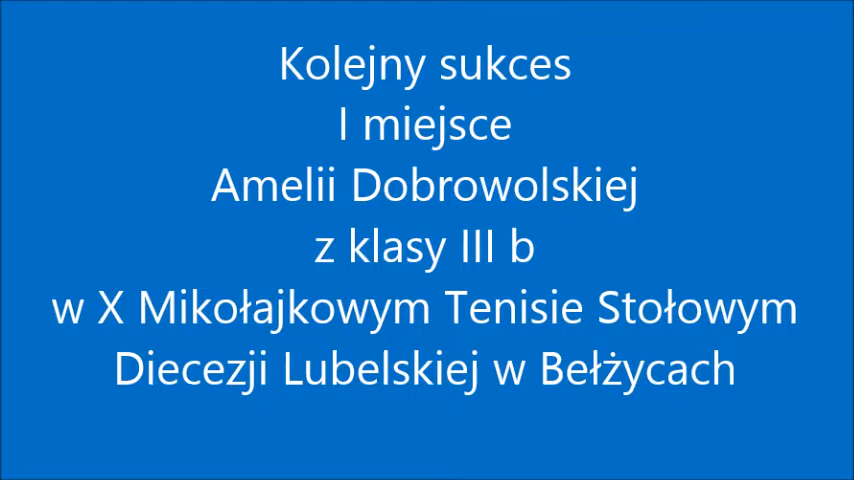 Kolejny sukces
I miejsce
Amelii Dobrowolskiej
z klasy III b
w X Mikołajkowym Tenisie Stołowym
Diecezji Lubelskiej w Bełżycach